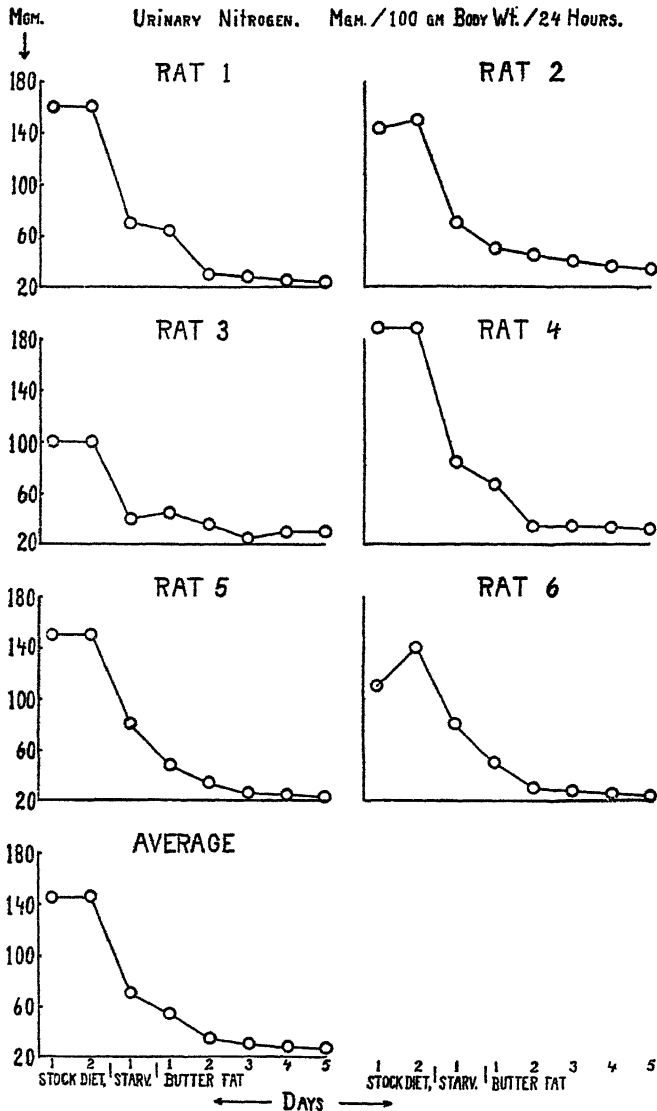 MGM. URINARY NITROGEN. MGM./100 GM BODY WT./24 HOURS.
RAT 1 RAT 2
180
140
100
60
20
RAT 3 RAT 4
180
140
100
60
20
RAT 5 RAT 6
180
140
100
60
20
AVERAGE
180
140
100
60
20
1 2 1 1 2 3 4 5 1 2 1 1 2 3 4 5
STOCK DIET, STARV. BUTTER FAT STOCK DIET, STARV. BUTTER FAT
DAYS